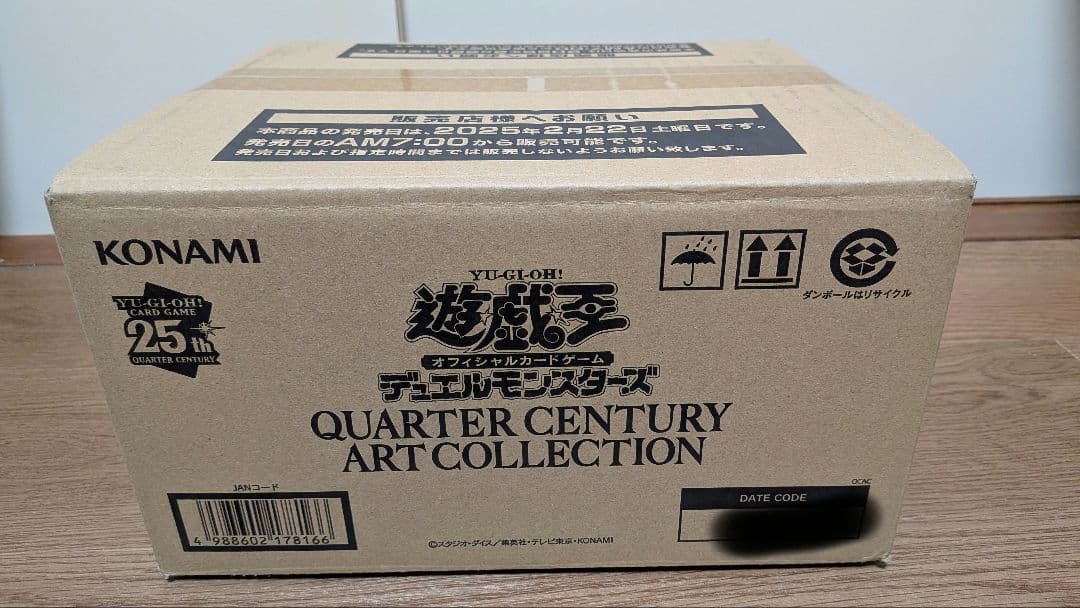 販売店様へお願い
本商品の発売日は、2025年2月22日土曜日です。
発売日のAM7:00から販売可能です。
発売日および指定時間までは販売しないようお願い致します。
KONAMI
YU-GI-OH!
CARD GAME
25th
QUARTER CENTURY
YU-GI-OH!
遊戯王
オフィシャルカードゲーム
デュエルモンスターズ
QUARTER CENTURY
ART COLLECTION
ダンボールはリサイクル
JANコード
4 988602 178166
©スタジオ・ダイス/集英社・テレビ東京・KONAMI
QCAC
DATE CODE